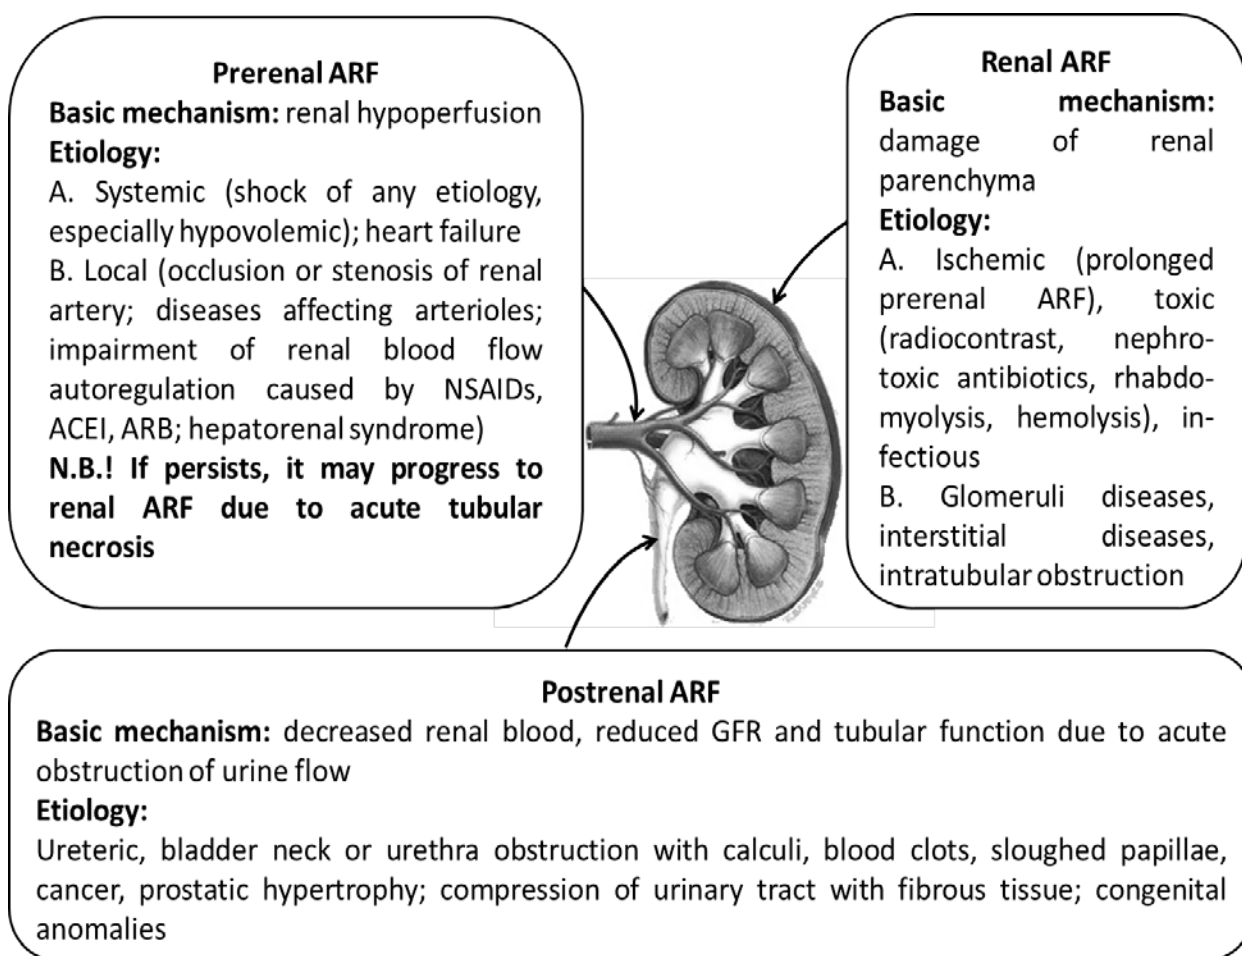 Prerenal ARF
Basic mechanism: renal hypoperfusion
Etiology:
A. Systemic (shock of any etiology,
especially hypovolemic); heart failure
B. Local (occlusion or stenosis of renal
artery; diseases affecting arterioles;
impairment of renal blood flow
autoregulation caused by NSAIDs,
ACEI, ARB; hepatorenal syndrome)
N.B.! If persists, it may progress to
renal ARF due to acute tubular
necrosis
Renal ARF
Basic mechanism:
damage of renal
parenchyma
Etiology:
A. Ischemic (prolonged
prerenal ARF), toxic
(radiocontrast, nephro-
toxic antibiotics, rhabdo-
myolysis, hemolysis), in-
fectious
B. Glomeruli diseases,
interstitial diseases,
intratubular obstruction
Postrenal ARF
Basic mechanism: decreased renal blood, reduced GFR and tubular function due to acute
obstruction of urine flow
Etiology:
Ureteric, bladder neck or urethra obstruction with calculi, blood clots, sloughed papillae,
cancer, prostatic hypertrophy; compression of urinary tract with fibrous tissue; congenital
anomalies